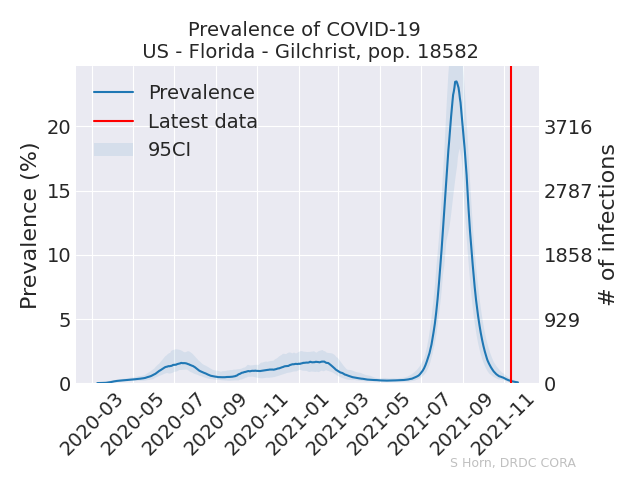 Prevalence of COVID-19
US - Florida - Gilchrist, pop. 18582
Prevalence
Latest data
95CI
Prevalence (%)
20
15
10
5
0
3716
2787
1858
929
0
# of infections
2020-03
2020-05
2020-07
2020-09
2020-11
2021-01
2021-03
2021-05
2021-07
2021-09
2021-11
S Horn, DRDC CORA